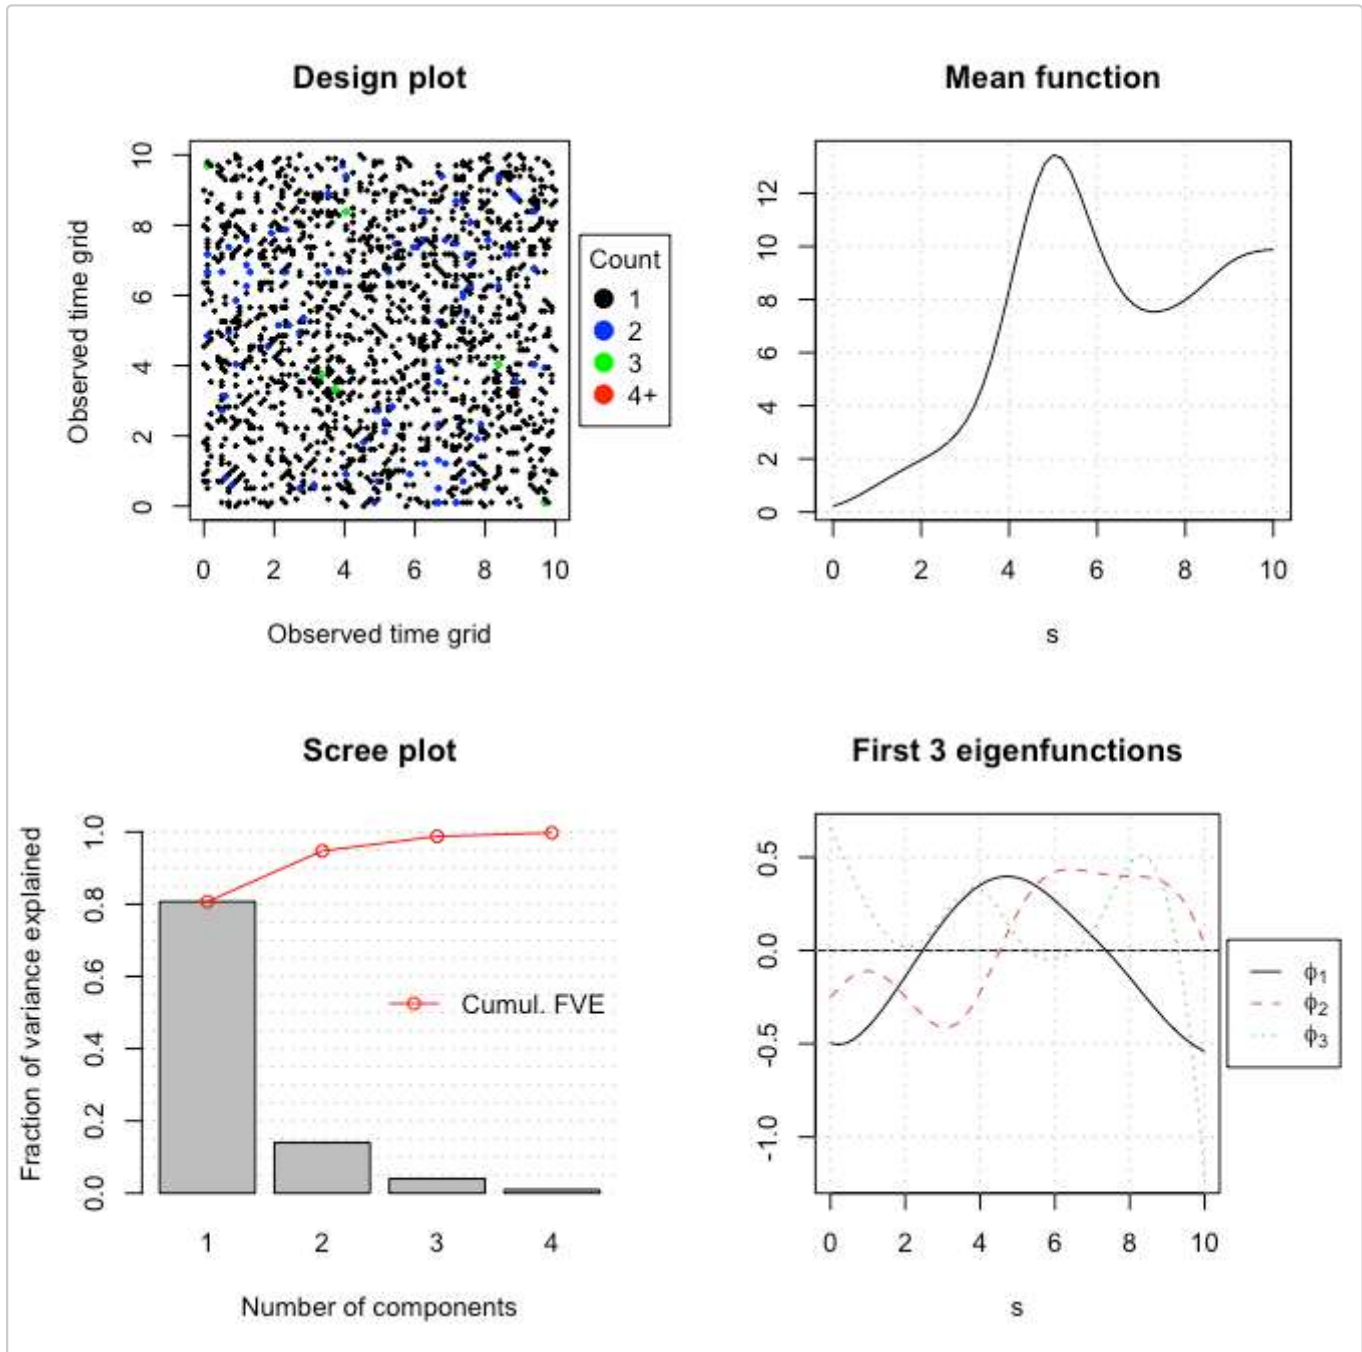 Design plot
Observed time grid
10
8
6
4
2
0
0 2 4 6 8 10
Observed time grid
Count
1
2
3
4+
Mean function
12
10
8
6
4
2
0
0 2 4 6 8 10
s
Scree plot
Fraction of variance explained
1.0
0.8
0.6
0.4
0.2
0.0
Cumul. FVE
1 2 3 4
Number of components
First 3 eigenfunctions
0.5
0.0
-0.5
-1.0
0 2 4 6 8 10
s
ϕ1
ϕ2
ϕ3